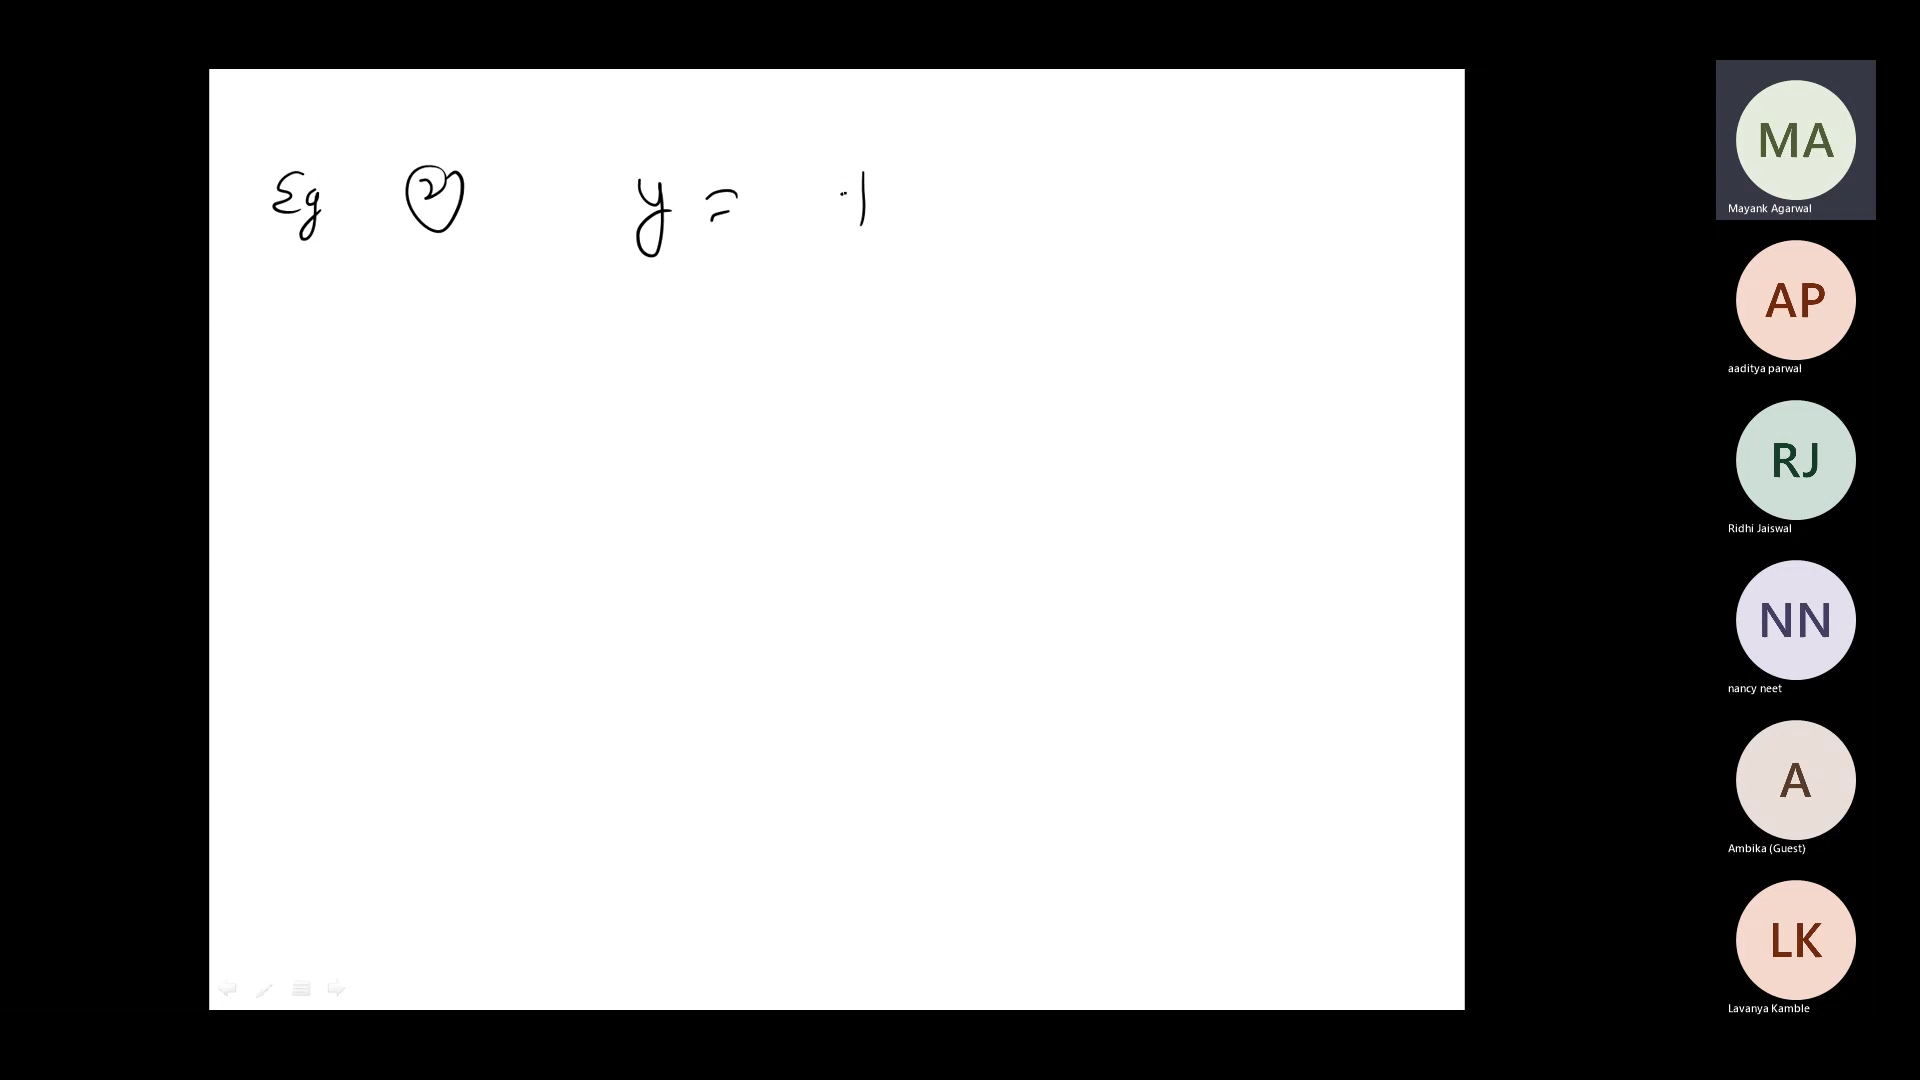 Eg ② y = 1
MA
Mayank Agarwal
AP
aaditya parwal
RJ
Ridhi Jaiswal
NN
nancy neet
A
Ambika (Guest)
LK
Lavanya Kamble